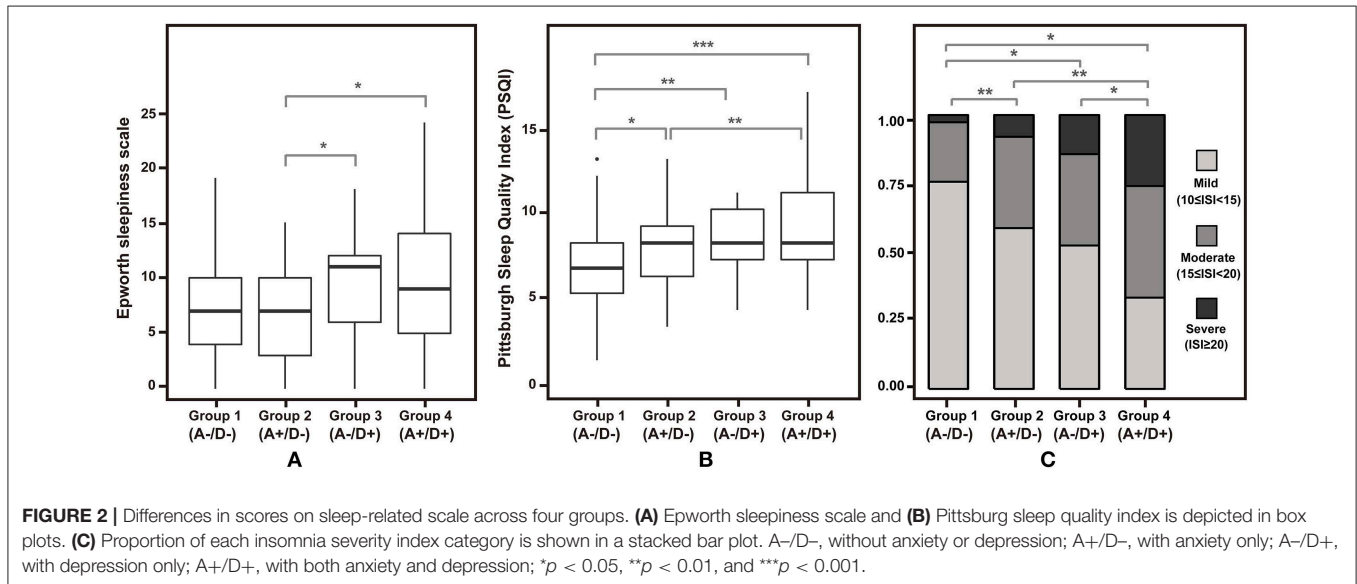 Epworth sleepiness scale
25
20
15
10
5
0
*
*
Group 1
(A-/D-)
Group 2
(A+/D-)
Group 3
(A-/D+)
Group 4
(A+/D+)
A
Pittsburgh Sleep Quality Index (PSQI)
15
10
5
0
***
**
*
**
Group 1
(A-/D-)
Group 2
(A+/D-)
Group 3
(A-/D+)
Group 4
(A+/D+)
B
1.00
0.75
0.50
0.25
0.00
*
*
**
**
*
Mild
(10≤ISI<15)
Moderate
(15≤ISI<20)
Severe
(ISI≥20)
Group 1
(A-/D-)
Group 2
(A+/D-)
Group 3
(A-/D+)
Group 4
(A+/D+)
C
FIGURE 2 | Differences in scores on sleep-related scale across four groups. (A) Epworth sleepiness scale and (B) Pittsburg sleep quality index is depicted in box
plots. (C) Proportion of each insomnia severity index category is shown in a stacked bar plot. A–/D–, without anxiety or depression; A+/D–, with anxiety only; A–/D+,
with depression only; A+/D+, with both anxiety and depression; *p < 0.05, **p < 0.01, and ***p < 0.001.